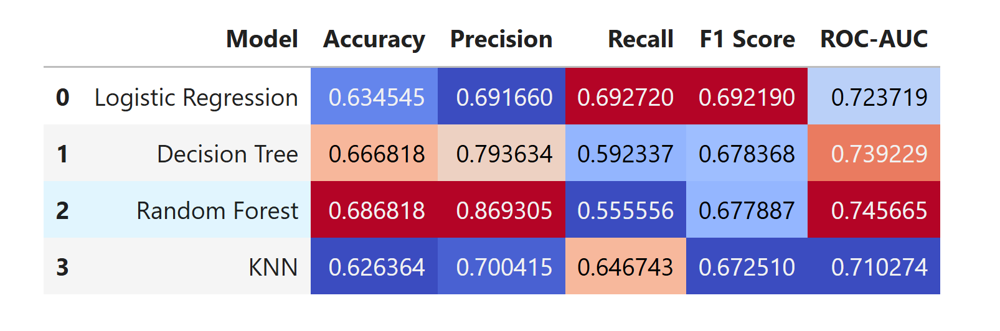 Model Accuracy Precision Recall F1 Score ROC-AUC
0 Logistic Regression 0.634545 0.691660 0.692720 0.692190 0.723719
1 Decision Tree 0.666818 0.793634 0.592337 0.678368 0.739229
2 Random Forest 0.686818 0.869305 0.555556 0.677887 0.745665
3 KNN 0.626364 0.700415 0.646743 0.672510 0.710274